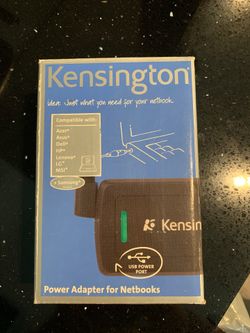 Kensington®
idea: Just what you need for your netbook.
Compatible with:
Acer®
Asus®
Dell®
HP®
Lenovo®
LG®
MSI®
+ Samsung®
Kensin
USB POWER
PORT
Power Adapter for Netbooks